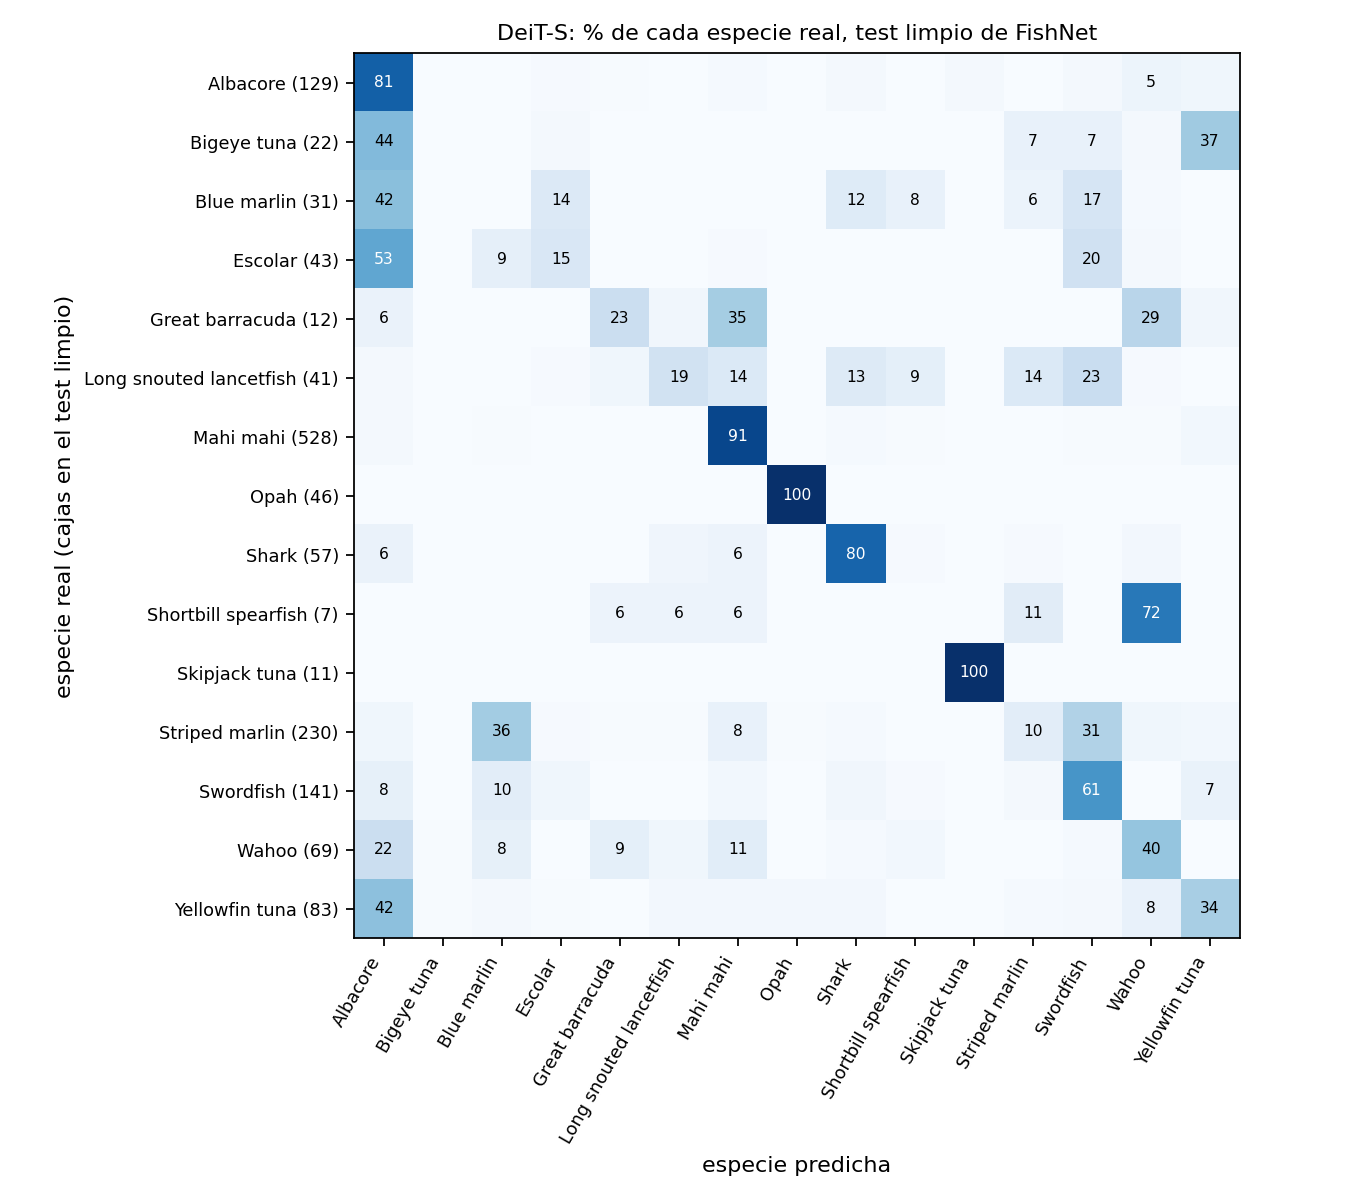 DeiT-S: % de cada especie real, test limpio de FishNet
especie real (cajas en el test limpio)
Albacore (129) 81 5
Bigeye tuna (22) 44 7 7 37
Blue marlin (31) 42 14 12 8 6 17
Escolar (43) 53 9 15 20
Great barracuda (12) 6 23 35 29
Long snouted lancetfish (41) 19 14 13 9 14 23
Mahi mahi (528) 91
Opah (46) 100
Shark (57) 6 6 80
Shortbill spearfish (7) 6 6 6 11 72
Skipjack tuna (11) 100
Striped marlin (230) 36 8 10 31
Swordfish (141) 8 10 61 7
Wahoo (69) 22 8 9 11 40
Yellowfin tuna (83) 42 8 34
Albacore
Bigeye tuna
Blue marlin
Escolar
Great barracuda
Long snouted lancetfish
Mahi mahi
Opah
Shark
Shortbill spearfish
Skipjack tuna
Striped marlin
Swordfish
Wahoo
Yellowfin tuna
especie predicha